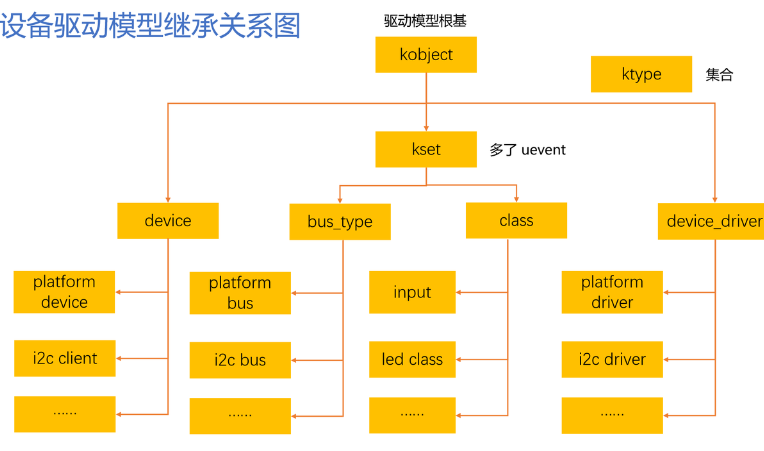 设备驱动模型继承关系图
驱动模型根基
kobject
ktype
集合
kset
多了 uevent
device
bus_type
class
device_driver
platform
device
platform
bus
input
platform
driver
i2c client
i2c bus
led class
i2c driver
……
……
……
……